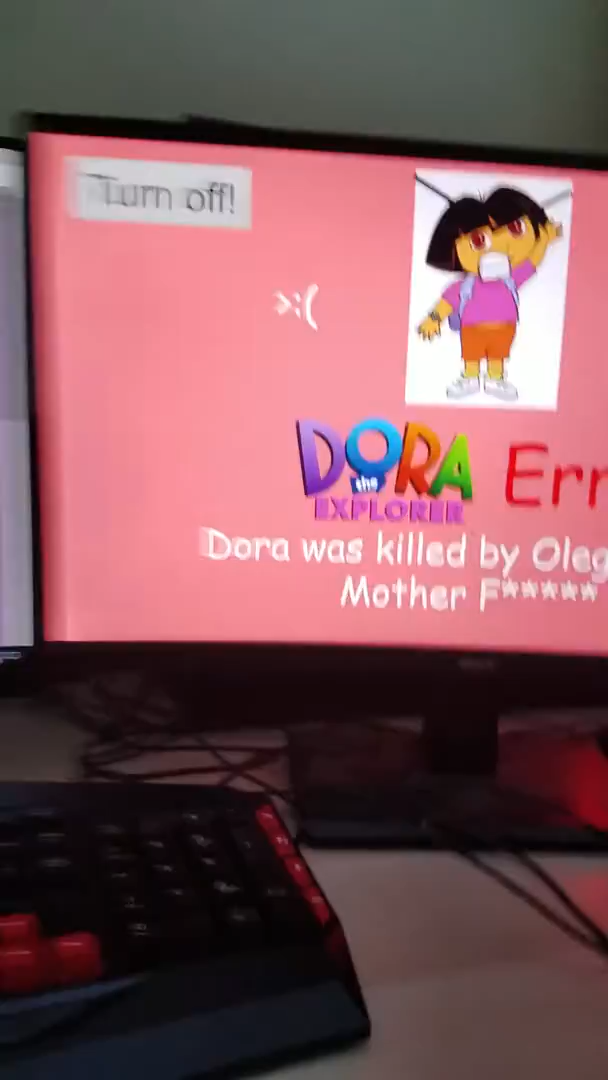 Turn off!
>:(
DORA
the
EXPLORER
Err
Dora was killed by Oleg
Mother F*****